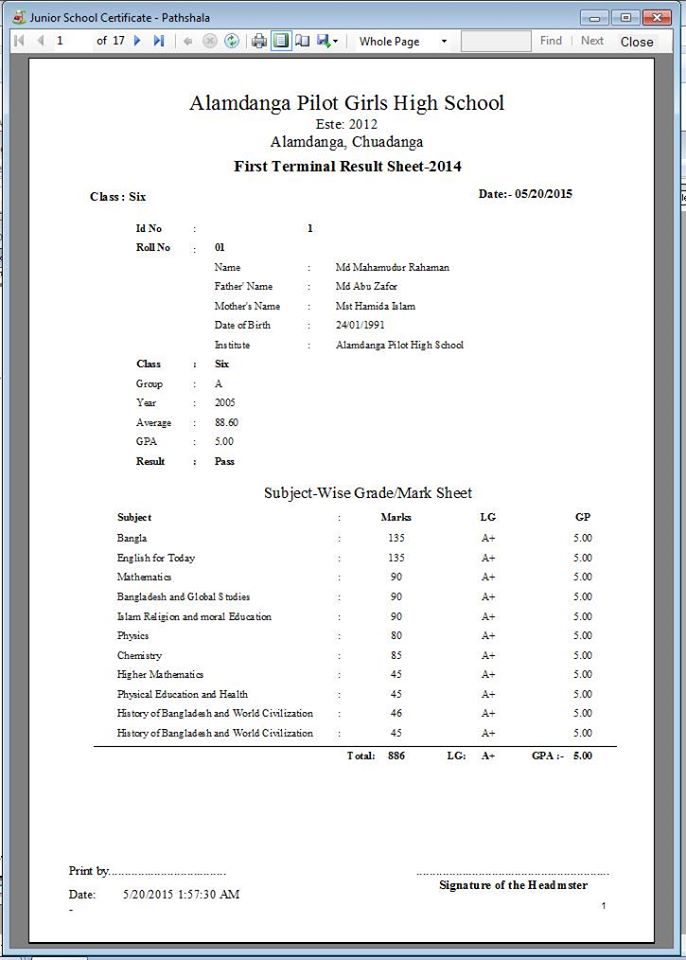 Junior School Certificate - Pathshala
1 of 17 Whole Page Find | Next Close
Alamdanga Pilot Girls High School
Este: 2012
Alamdanga, Chuadanga
First Terminal Result Sheet-2014
Class : Six Date:- 05/20/2015
Id No : 1
Roll No : 01
Name : Md Mahamudur Rahaman
Father' Name : Md Abu Zafor
Mother's Name : Mst Hamida Islam
Date of Birth : 24/01/1991
Institute : Alamdanga Pilot High School
Class : Six
Group : A
Year : 2005
Average : 88.60
GPA : 5.00
Result : Pass
Subject-Wise Grade/Mark Sheet
Subject : Marks LG GP
Bangla : 135 A+ 5.00
English for Today : 135 A+ 5.00
Mathematics : 90 A+ 5.00
Bangladesh and Global Studies : 90 A+ 5.00
Islam Religion and moral Education : 90 A+ 5.00
Physics : 80 A+ 5.00
Chemistry : 85 A+ 5.00
Higher Mathematics : 45 A+ 5.00
Physical Education and Health : 45 A+ 5.00
History of Bangladesh and World Civilization : 46 A+ 5.00
History of Bangladesh and World Civilization : 45 A+ 5.00
Total: 886 LG: A+ GPA :- 5.00
Print by....................................
Signature of the Headmster
Date: 5/20/2015 1:57:30 AM
-
1